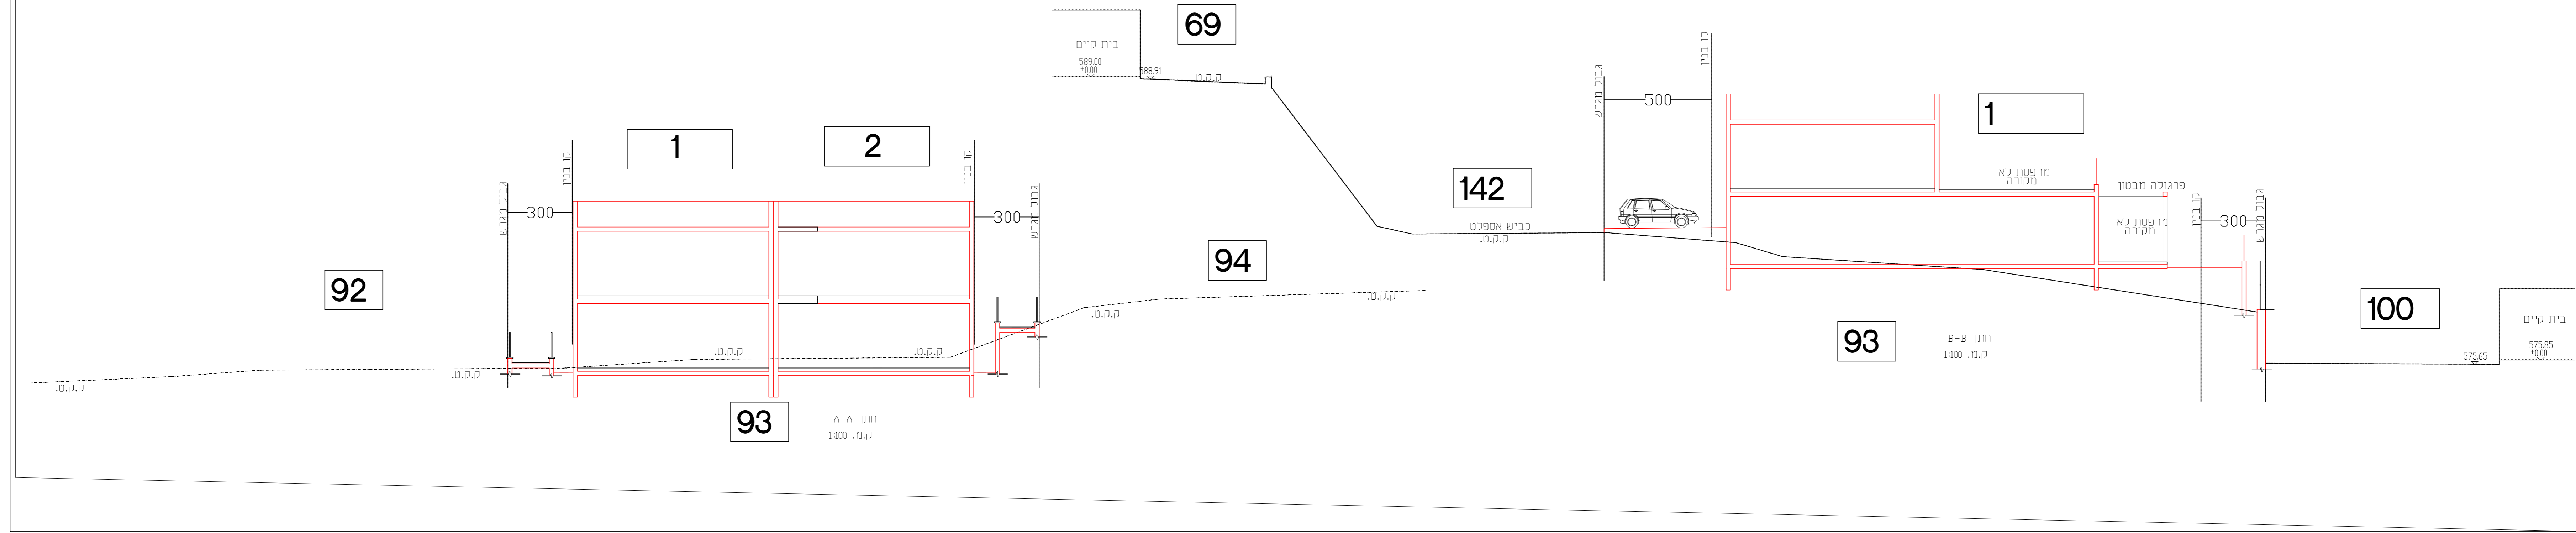 69
בית קיים
589.00
±0.00
588.91
ק.ק.ט.
גבול מגרש
500
קו בנין
1
1
2
קו בנין
קו בנין
גבול מגרש
300
300
גבול מגרש
142
מרפסת לא
מקורה
פרגולה מבטון
מרפסת לא
מקורה
קו בנין
300
גבול מגרש
כביש אספלט
ק.ק.ט.
92
94
ק.ק.ט.
ק.ק.ט.
100
בית קיים
575.85
±0.00
575.65
93
חתך B-B
ק.מ. 1:100
ק.ק.ט.
ק.ק.ט.
ק.ק.ט.
ק.ק.ט.
93
חתך A-A
ק.מ. 1:100